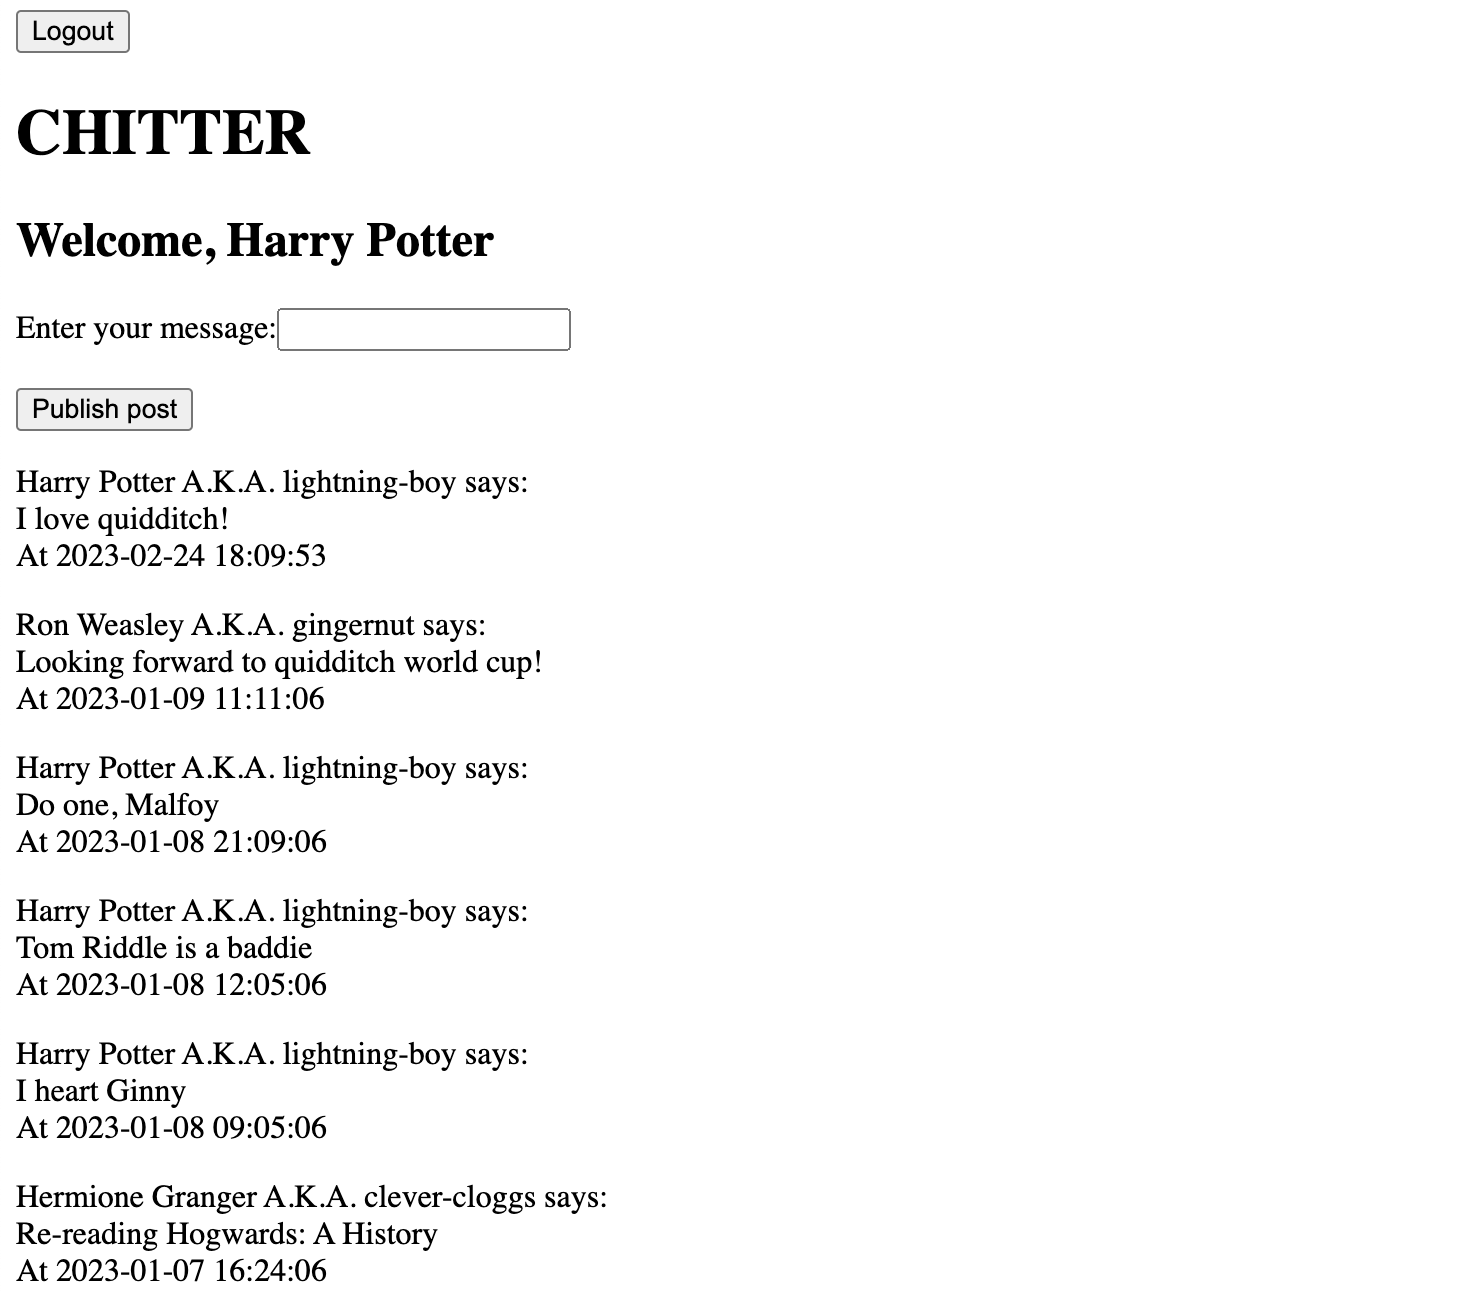 Logout
CHITTER
Welcome, Harry Potter
Enter your message:
Publish post
Harry Potter A.K.A. lightning-boy says:
I love quidditch!
At 2023-02-24 18:09:53
Ron Weasley A.K.A. gingernut says:
Looking forward to quidditch world cup!
At 2023-01-09 11:11:06
Harry Potter A.K.A. lightning-boy says:
Do one, Malfoy
At 2023-01-08 21:09:06
Harry Potter A.K.A. lightning-boy says:
Tom Riddle is a baddie
At 2023-01-08 12:05:06
Harry Potter A.K.A. lightning-boy says:
I heart Ginny
At 2023-01-08 09:05:06
Hermione Granger A.K.A. clever-cloggs says:
Re-reading Hogwards: A History
At 2023-01-07 16:24:06